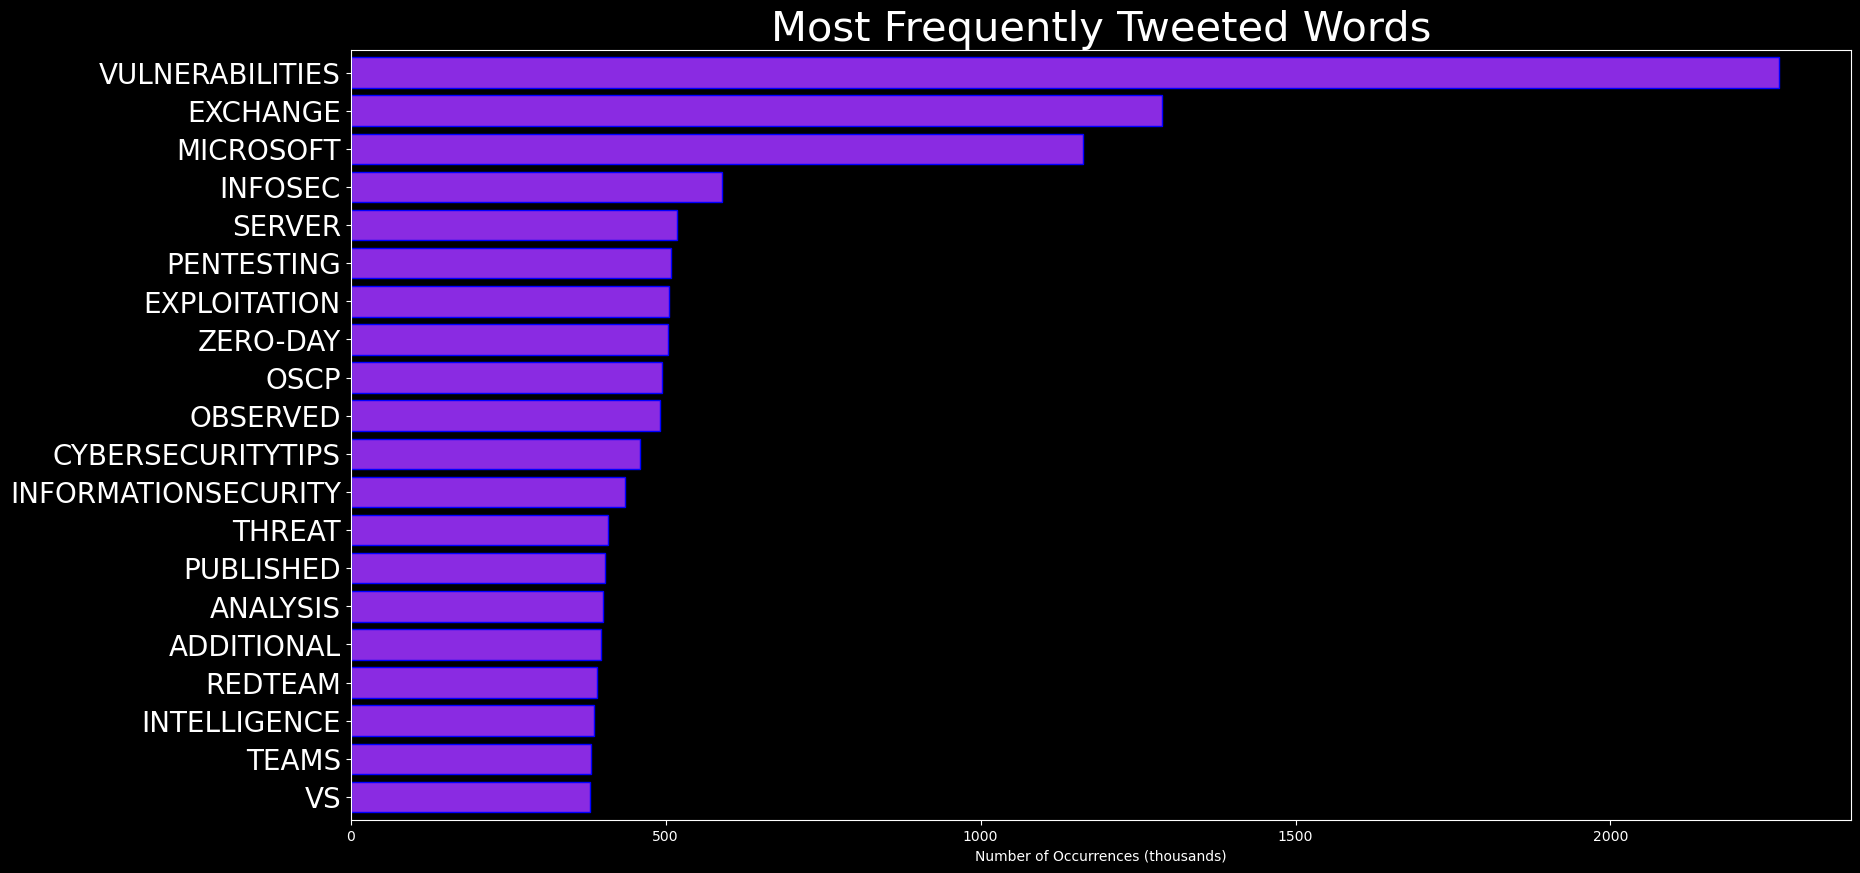 Most Frequently Tweeted Words
VULNERABILITIES
EXCHANGE
MICROSOFT
INFOSEC
SERVER
PENTESTING
EXPLOITATION
ZERO-DAY
OSCP
OBSERVED
CYBERSECURITYTIPS
INFORMATIONSECURITY
THREAT
PUBLISHED
ANALYSIS
ADDITIONAL
REDTEAM
INTELLIGENCE
TEAMS
VS
0 500 1000 1500 2000
Number of Occurrences (thousands)